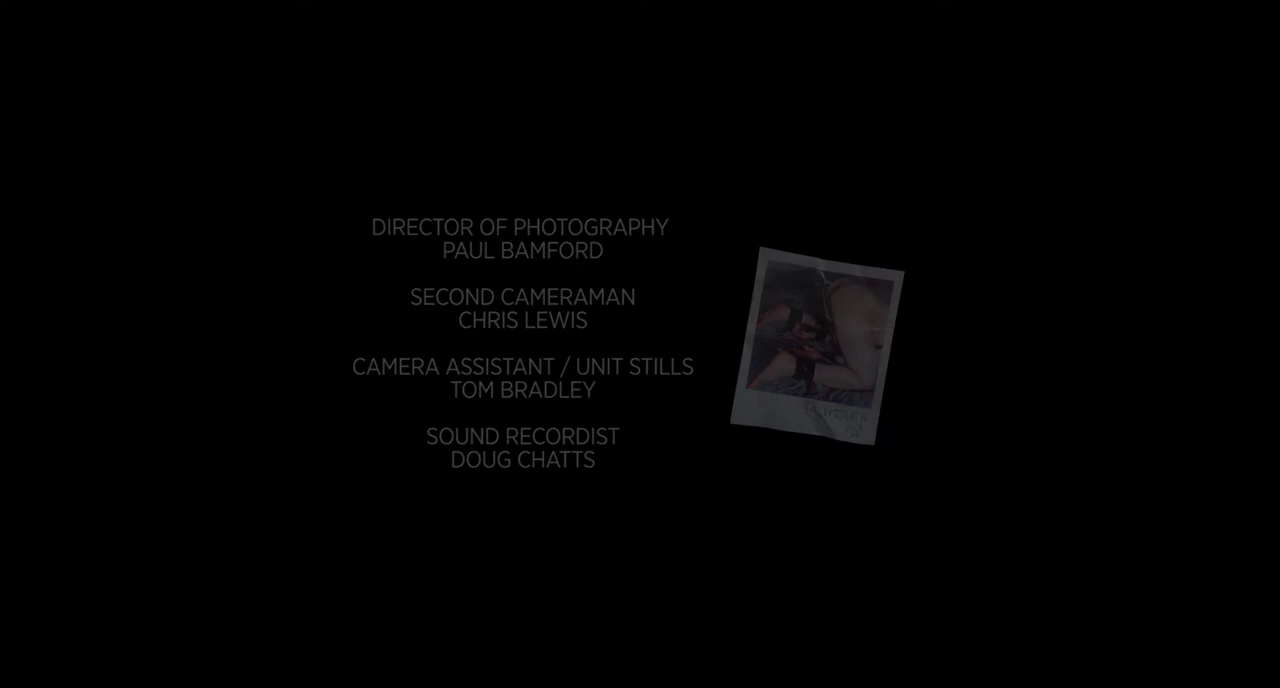 DIRECTOR OF PHOTOGRAPHY
PAUL BAMFORD
SECOND CAMERAMAN
CHRIS LEWIS
CAMERA ASSISTANT / UNIT STILLS
TOM BRADLEY
SOUND RECORDIST
DOUG CHATTS